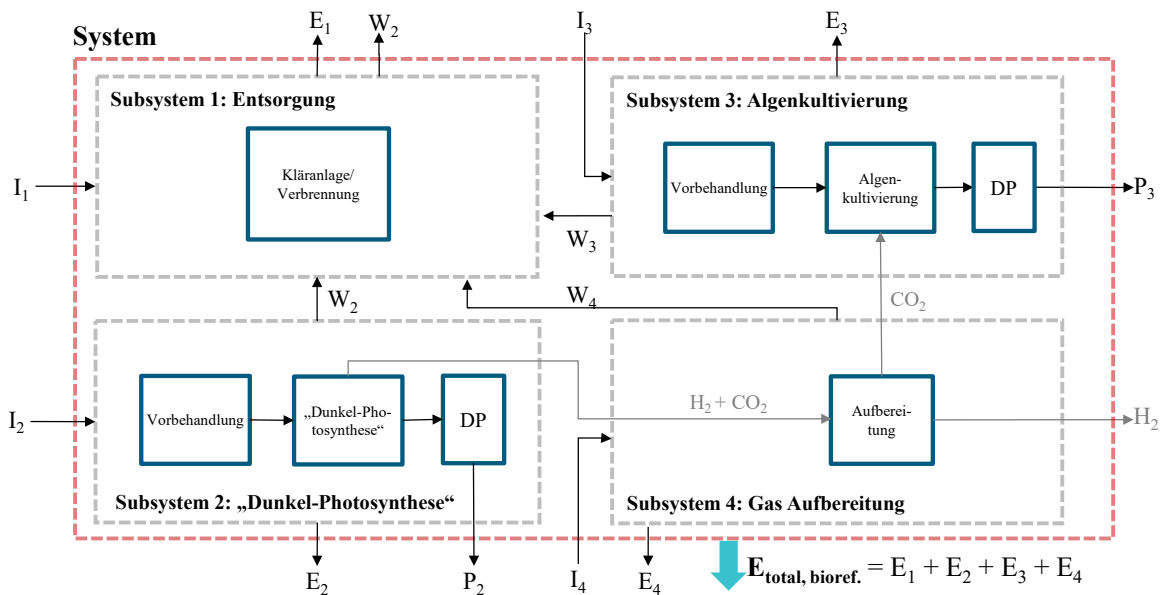 E₁
W₂
I₃
E₃
System
Subsystem 1: Entsorgung
Kläranlage/
Verbrennung
I₁
Subsystem 3: Algenkultivierung
Vorbehandlung
Algen-
kultivierung
DP
P₃
W₃
W₂
W₄
CO₂
I₂
Vorbehandlung
„Dunkel-Pho-
tosynthese“
DP
Subsystem 2: „Dunkel-Photosynthese“
H₂ + CO₂
Aufberei-
tung
H₂
Subsystem 4: Gas Aufbereitung
E₂
P₂
I₄
E₄
E total, bioref. = E₁ + E₂ + E₃ + E₄